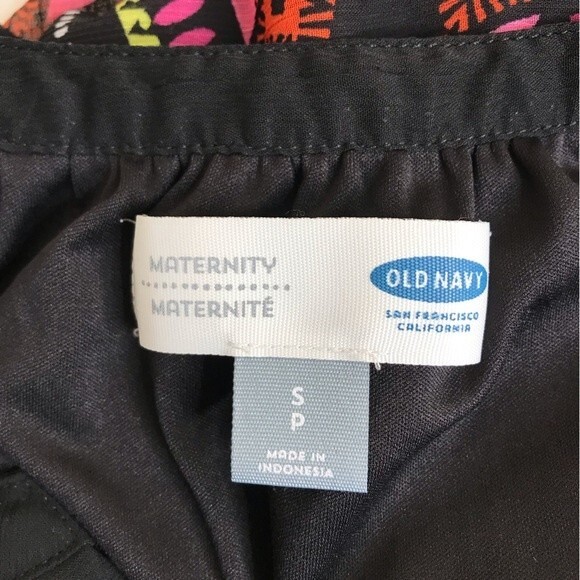 MATERNITY
MATERNITÉ
OLD NAVY
SAN FRANCISCO
CALIFORNIA
S
P
MADE IN
INDONESIA